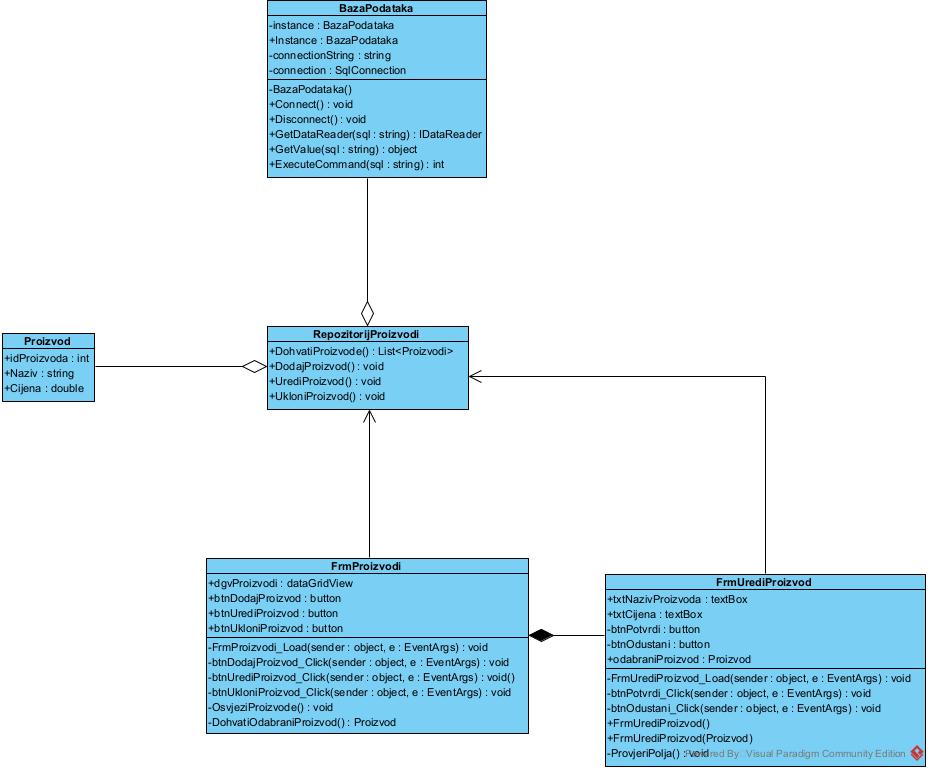 BazaPodataka
-instance : BazaPodataka
+Instance : BazaPodataka
-connectionString : string
-connection : SqlConnection
-BazaPodataka()
+Connect() : void
+Disconnect() : void
+GetDataReader(sql : string) : IDataReader
+GetValue(sql : string) : object
+ExecuteCommand(sql : string) : int
Proizvod
+idProizvoda : int
+Naziv : string
+Cijena : double
RepozitorijProizvodi
+DohvatiProizvode() : List<Proizvodi>
+DodajProizvod() : void
+UrediProizvod() : void
+UkloniProizvod() : void
FrmProizvodi
+dgvProizvodi : dataGridView
+btnDodajProizvod : button
+btnUrediProizvod : button
+btnUkloniProizvod : button
-FrmProizvodi_Load(sender : object, e : EventArgs) : void
-btnDodajProizvod_Click(sender : object, e : EventArgs) : void
-btnUrediProizvod_Click(sender : object, e : EventArgs) : void()
-btnUkloniProizvod_Click(sender : object, e : EventArgs) : void
-OsvjeziProizvode() : void
-DohvatiOdabraniProizvod() : Proizvod
FrmUrediProizvod
+txtNazivProizvoda : textBox
+txtCijena : textBox
-btnPotvrdi : button
-btnOdustani : button
+odabraniProizvod : Proizvod
-FrmUrediProizvod_Load(sender : object, e : EventArgs) : void
-btnPotvrdi_Click(sender : object, e : EventArgs) : void
-btnOdustani_Click(sender : object, e : EventArgs) : void
+FrmUrediProizvod()
+FrmUrediProizvod(Proizvod)
-ProvjeriPolja() : void
Powered By Visual Paradigm Community Edition